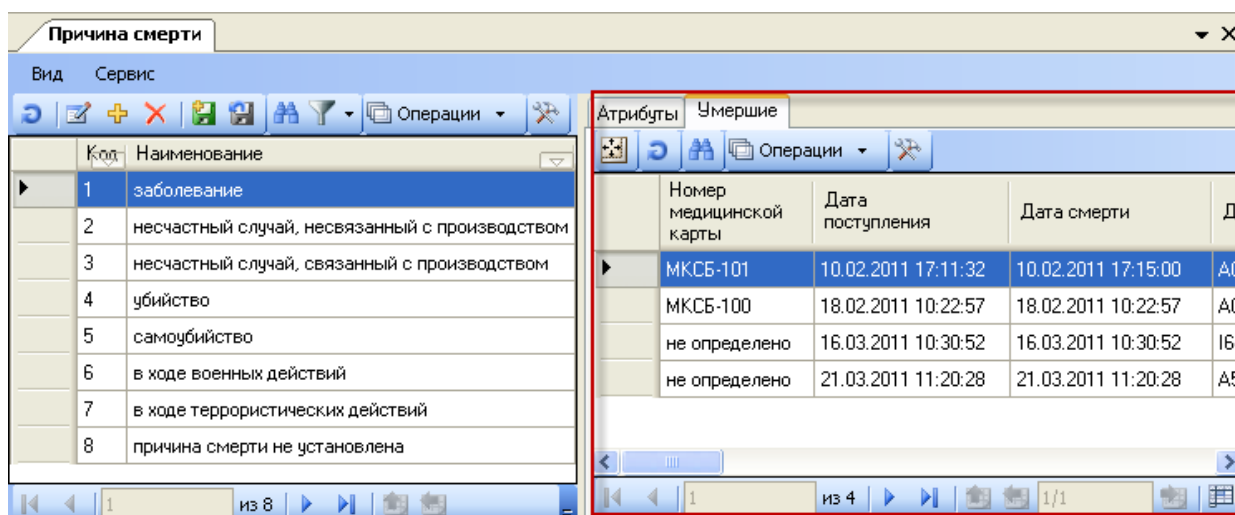 Причина смерти
Вид Сервис
Операции
Код Наименование
1 заболевание
2 несчастный случай, несвязанный с производством
3 несчастный случай, связанный с производством
4 убийство
5 самоубийство
6 в ходе военных действий
7 в ходе террористических действий
8 причина смерти не установлена
1 из 8
Атрибуты Умершие
Операции
Номер медицинской карты Дата поступления Дата смерти Д
МКСБ-101 10.02.2011 17:11:32 10.02.2011 17:15:00
МКСБ-100 18.02.2011 10:22:57 18.02.2011 10:22:57
не определено 16.03.2011 10:30:52 16.03.2011 10:30:52 I6
не определено 21.03.2011 11:20:28 21.03.2011 11:20:28
1 из 4 1/1